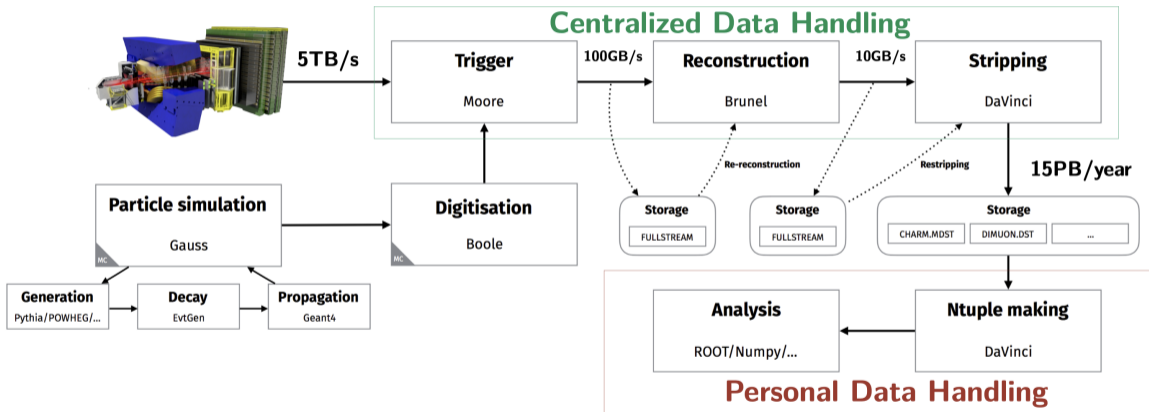 Centralized Data Handling
5TB/s
Trigger
Moore
100GB/s
Reconstruction
Brunel
10GB/s
Stripping
DaVinci
Re-reconstruction
Restripping
15PB/year
Particle simulation
Gauss
MC
Digitisation
Boole
MC
Storage
FULLSTREAM
Storage
FULLSTREAM
Storage
CHARM.MDST
DIMUON.DST
...
Generation
Pythia/POWHEG/...
Decay
EvtGen
Propagation
Geant4
Analysis
ROOT/Numpy/...
Ntuple making
DaVinci
Personal Data Handling